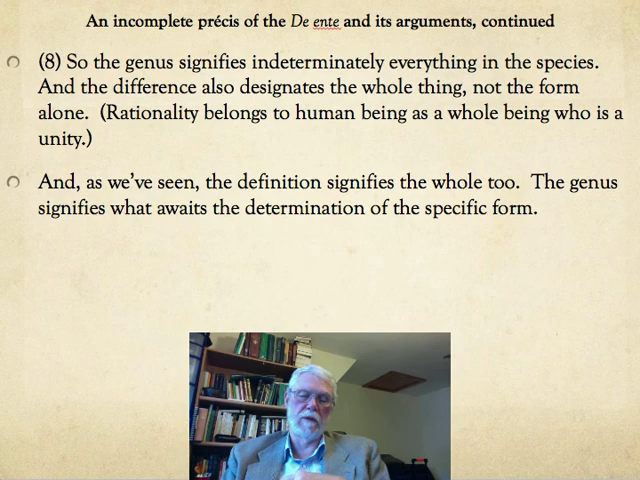 An incomplete précis of the De ente and its arguments, continued
(8) So the genus signifies indeterminately everything in the species.
And the difference also designates the whole thing, not the form
alone. (Rationality belongs to human being as a whole being who is a
unity.)
And, as we've seen, the definition signifies the whole too. The genus
signifies what awaits the determination of the specific form.